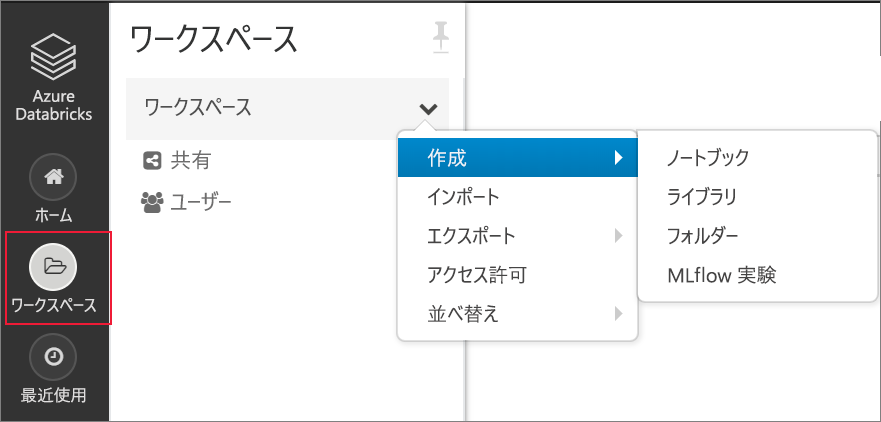 Azure
Databricks
ホーム
ワークスペース
最近使用
ワークスペース
ワークスペース
共有
ユーザー
作成
インポート
エクスポート
アクセス許可
並べ替え
ノートブック
ライブラリ
フォルダー
MLflow 実験